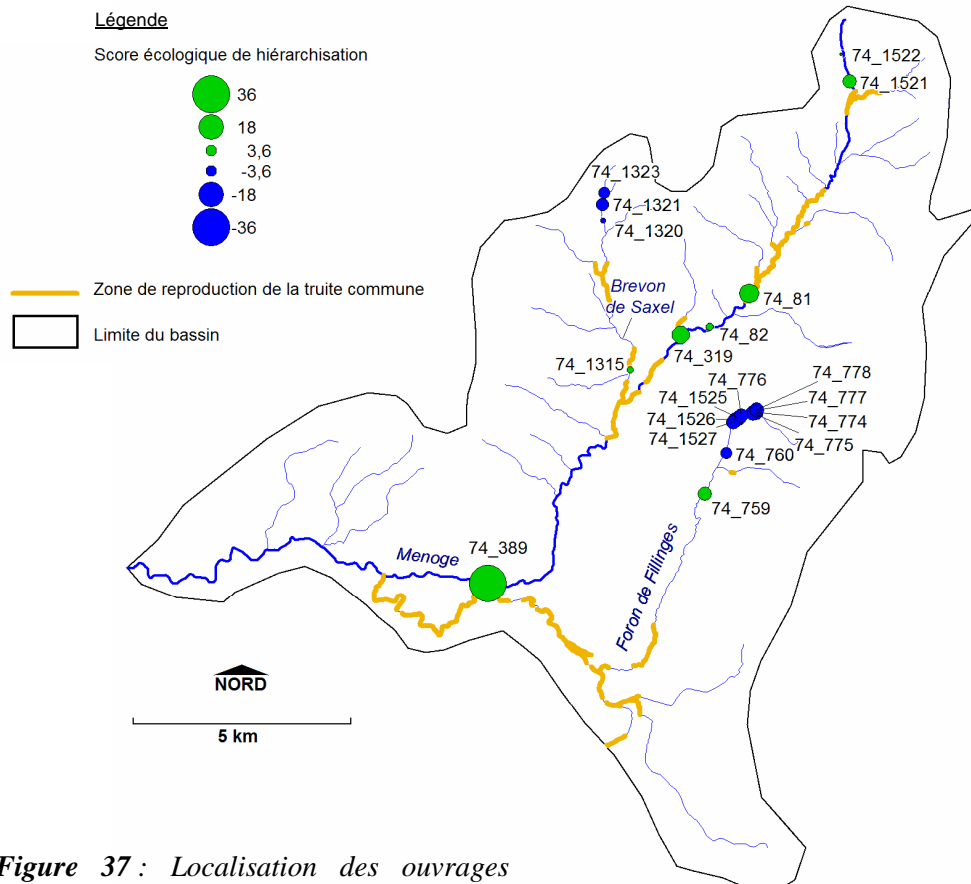 Légende
Score écologique de hiérarchisation
36
18
3,6
-3,6
-18
-36
Zone de reproduction de la truite commune
Limite du bassin
74_1522
74_1521
74_1323
74_1321
74_1320
Brevon
de Saxel
74_81
74_82
74_319
74_1315
74_776
74_778
74_1525
74_777
74_1526
74_774
74_1527
74_775
74_760
74_759
74_389
Menoge
Foron de Fillinges
NORD
5 km
Figure 37 : Localisation des ouvrages